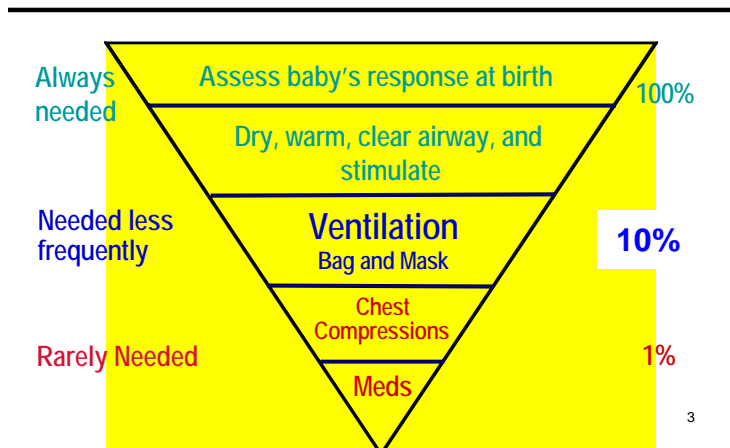 Always
needed
Assess baby's response at birth
100%
Dry, warm, clear airway, and
stimulate
Needed less
frequently
Ventilation
Bag and Mask
10%
Chest
Compressions
Rarely Needed
1%
Meds
3